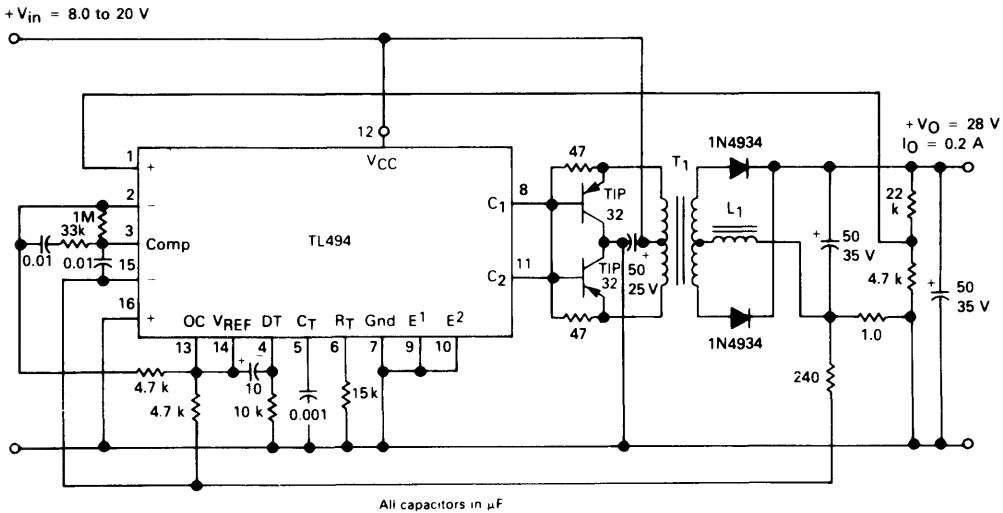 + Vin = 8.0 to 20 V
12
VCC
1
+
2
−
1M
33k
3
Comp
0.01
0.01
15
−
16
+
TL494
C1
8
C2
11
OC
VREF
DT
CT
RT
Gnd
E1
E2
13
14
4
5
6
7
9
10
4.7 k
4.7 k
+
−
10
10 k
0.001
15k
47
TIP
32
TIP
32
47
+
50
25 V
T1
1N4934
L1
1N4934
+ VO = 28 V
IO = 0.2 A
22
k
4.7 k
+
50
35 V
+
50
35 V
1.0
240
All capacitors in μF